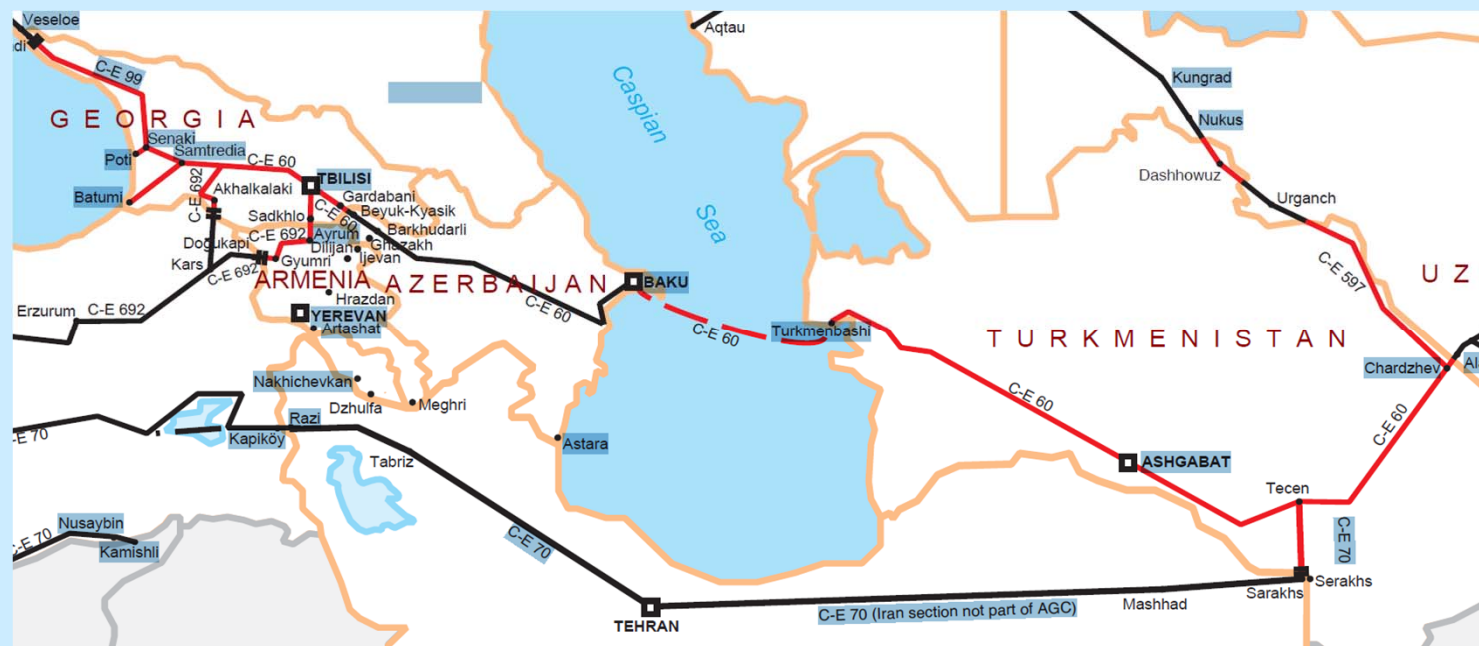 Veseloe
C-E 99
GEORGIA
Senaki
Samtredia
Poti
Batumi
C-E 60
C-E 692
Akhalkalaki
TBILISI
Gardabani
Beyuk-Kyasik
C-E 60
Sadkhlo
Barkhudarli
C-E 692
Ayrum
Ghazakh
Dilijan
Ijevan
Dogukapi
Gyumri
Kars
C-E 692
ARMENIA
AZERBAIJAN
Hrazdan
Erzurum
C-E 692
YEREVAN
Artashat
C-E 60
Nakhichevkan
Dzhulfa
Meghri
Razi
Kapiköy
C-E 70
Tabriz
Astara
Nusaybin
Kamishli
C-E 70
C-E 70
TEHRAN
Aqtau
Caspian
Sea
BAKU
C-E 60
Turkmenbashi
Kungrad
Nukus
Dashhowuz
Urganch
C-E 597
UZ
TURKMENISTAN
Chardzhev
C-E 60
C-E 60
ASHGABAT
Tecen
C-E 70
Serakhs
Sarakhs
Mashhad
C-E 70 (Iran section not part of AGC)